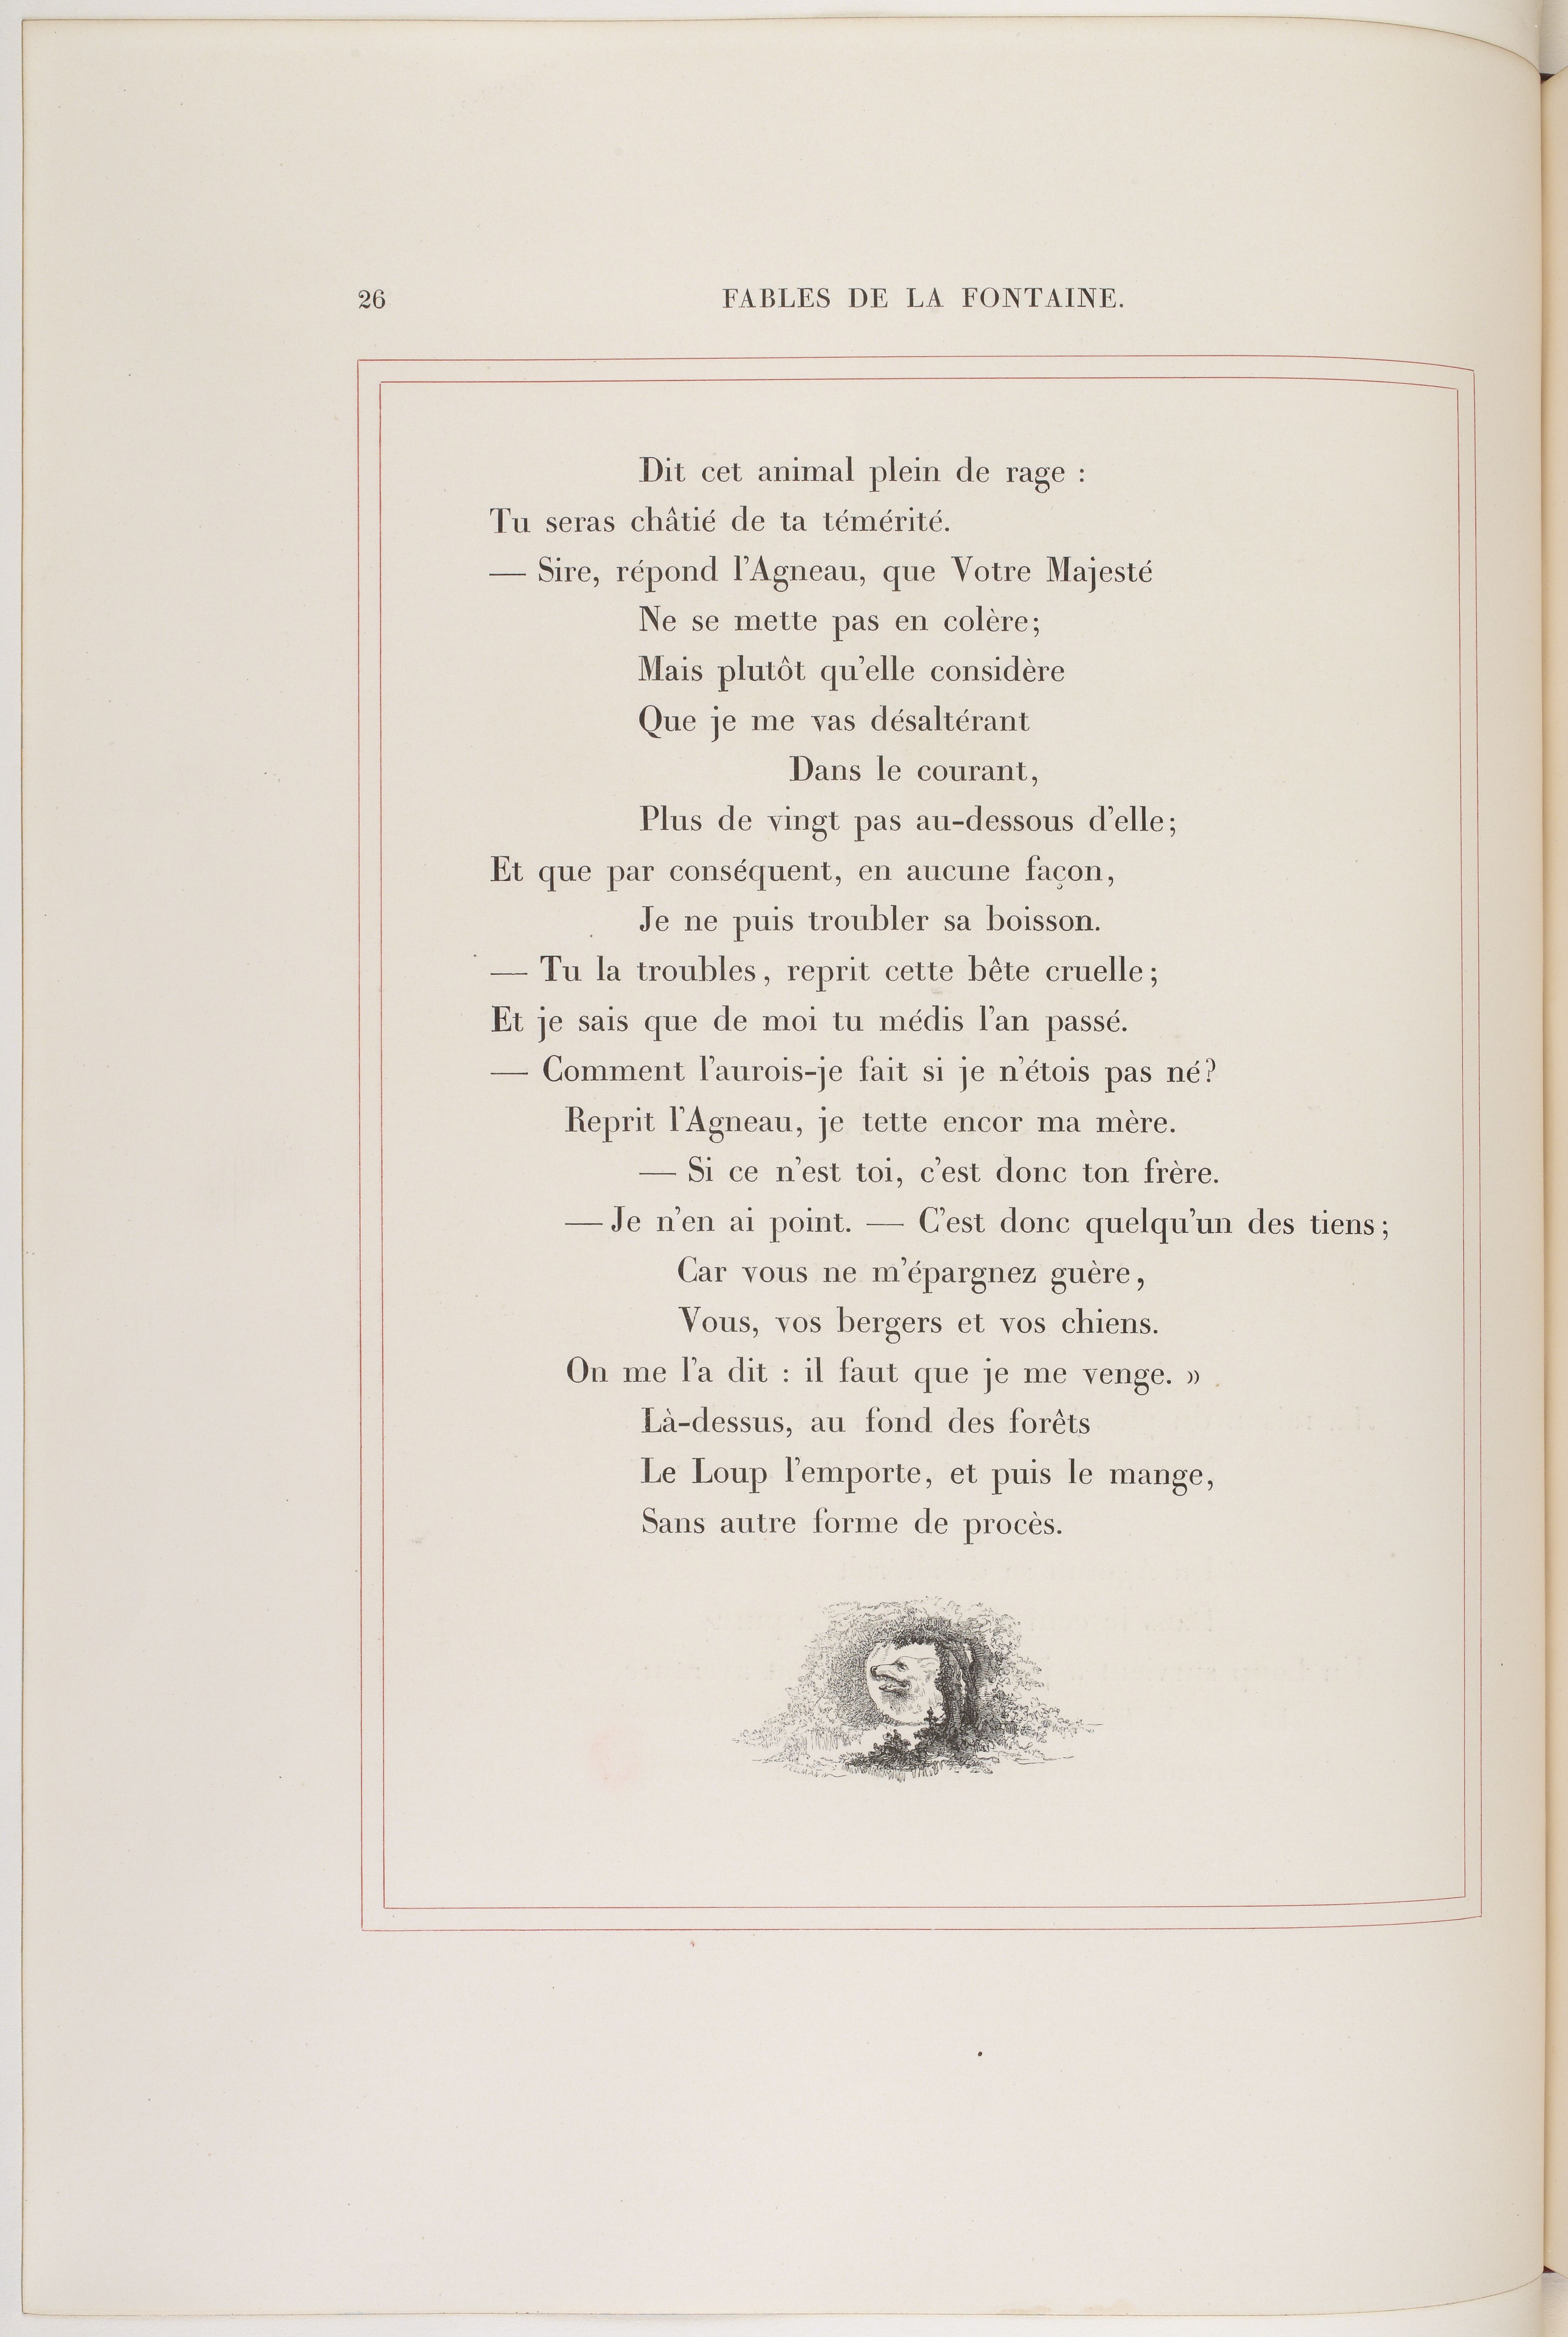 26
FABLES DE LA FONTAINE.
Dit cet animal plein de rage :
Tu seras châtié de ta témérité.
— Sire, répond l'Agneau, que Votre Majesté
Ne se mette pas en colère;
Mais plutôt qu'elle considère
Que je me vas désaltérant
Dans le courant,
Plus de vingt pas au-dessous d'elle;
Et que par conséquent, en aucune façon,
Je ne puis troubler sa boisson.
— Tu la troubles, reprit cette bête cruelle;
Et je sais que de moi tu médis l'an passé.
— Comment l'aurois-je fait si je n'étois pas né?
Reprit l'Agneau, je tette encor ma mère.
— Si ce n'est toi, c'est donc ton frère.
— Je n'en ai point. — C'est donc quelqu'un des tiens;
Car vous ne m'épargnez guère,
Vous, vos bergers et vos chiens.
On me l'a dit : il faut que je me venge. »
Là-dessus, au fond des forêts
Le Loup l'emporte, et puis le mange,
Sans autre forme de procès.